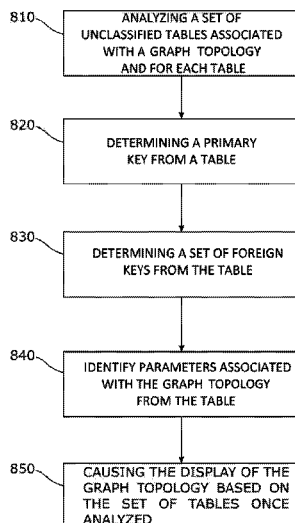 810
ANALYZING A SET OF
UNCLASSIFIED TABLES ASSOCIATED
WITH A GRAPH TOPOLOGY
AND FOR EACH TABLE
820
DETERMINING A PRIMARY
KEY FROM A TABLE
830
DETERMINING A SET OF FOREIGN
KEYS FROM THE TABLE
840
IDENTIFY PARAMETERS ASSOCIATED
WITH THE GRAPH TOPOLOGY
FROM THE TABLE
850
CAUSING THE DISPLAY OF THE
GRAPH TOPOLOGY BASED ON
THE SET OF TABLES ONCE
ANALYZED